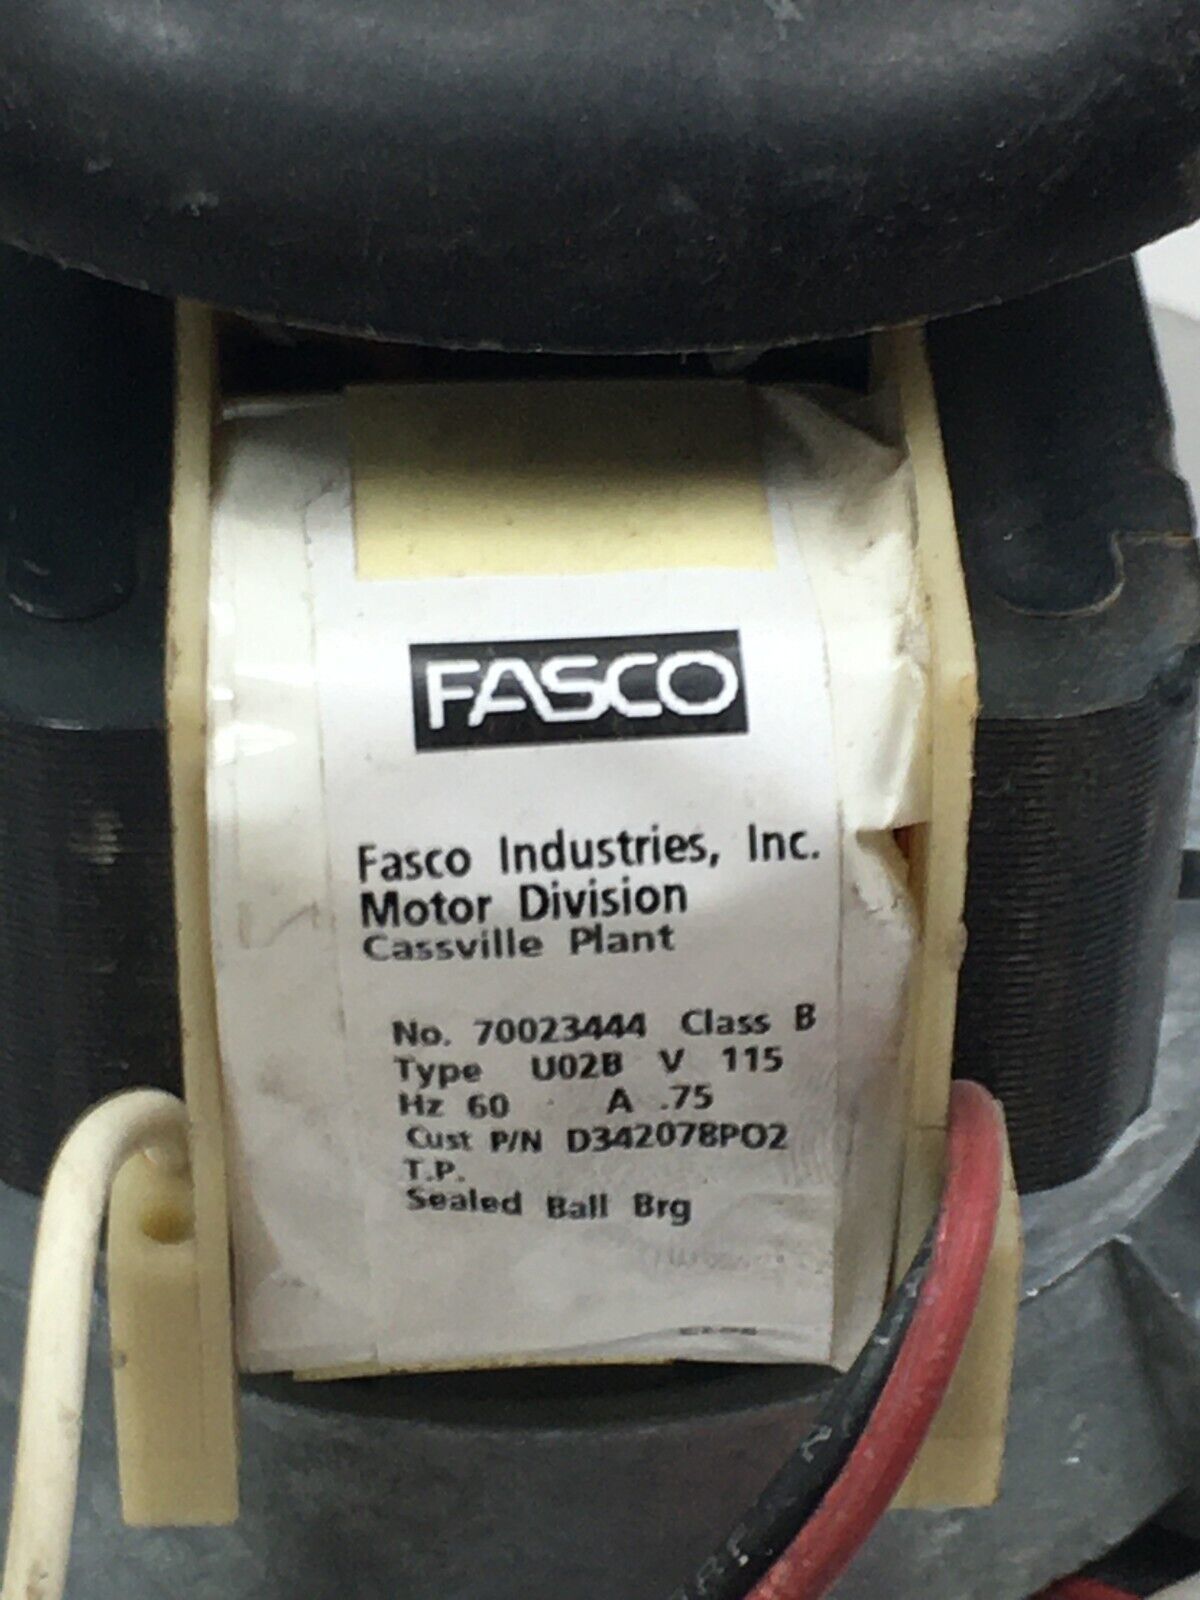 FASCO
Fasco Industries, Inc.
Motor Division
Cassville Plant
No. 70023444 Class B
Type U02B V 115
Hz 60 A .75
Cust P/N D342078PO2
T.P.
Sealed Ball Brg